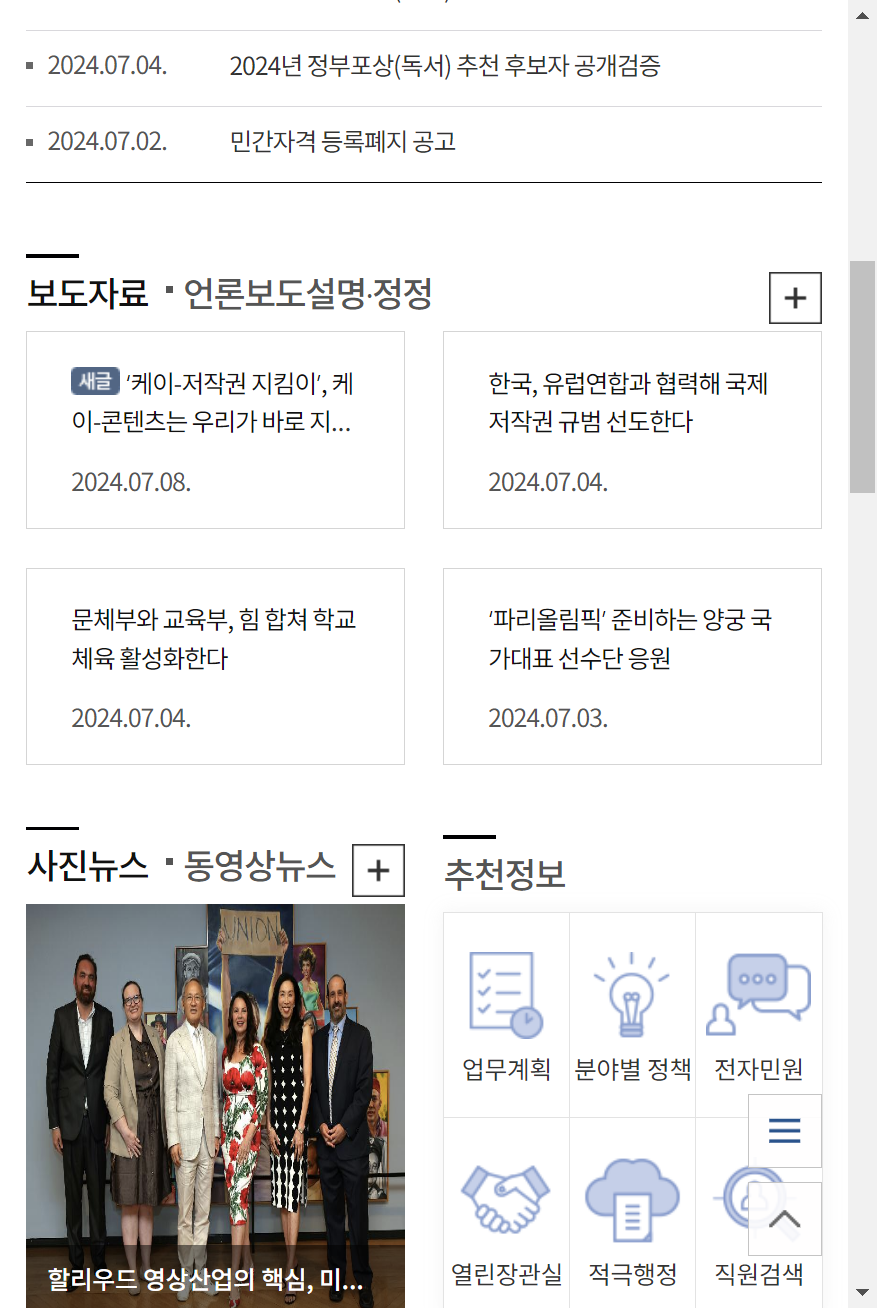 2024.07.04. 2024년 정부포상(독서) 추천 후보자 공개검증
2024.07.02. 민간자격 등록폐지 공고
보도자료 언론보도설명·정정
새글 ‘케이-저작권 지킴이’, 케
이-콘텐츠는 우리가 바로 지...
2024.07.08.
한국, 유럽연합과 협력해 국제
저작권 규범 선도한다
2024.07.04.
문체부와 교육부, 힘 합쳐 학교
체육 활성화한다
2024.07.04.
‘파리올림픽’ 준비하는 양궁 국
가대표 선수단 응원
2024.07.03.
사진뉴스 동영상뉴스
UNION
할리우드 영상산업의 핵심, 미...
추천정보
업무계획 분야별 정책 전자민원
열린장관실 적극행정 직원검색